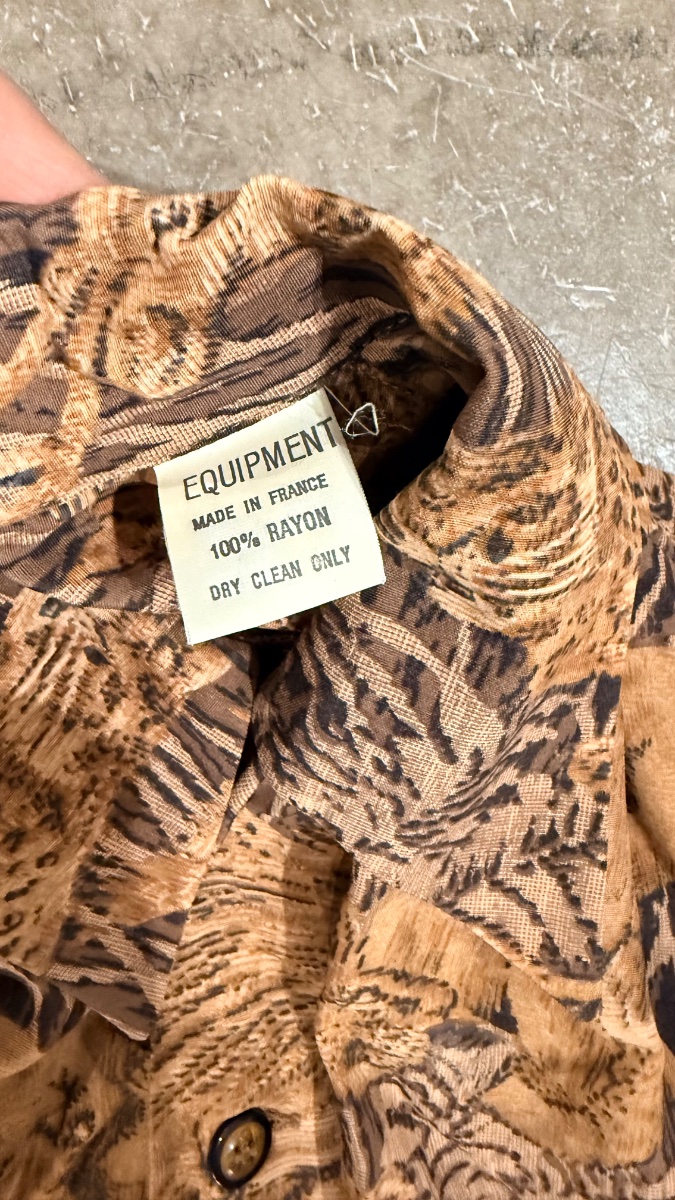 EQUIPMENT
MADE IN FRANCE
100% RAYON
DRY CLEAN ONLY